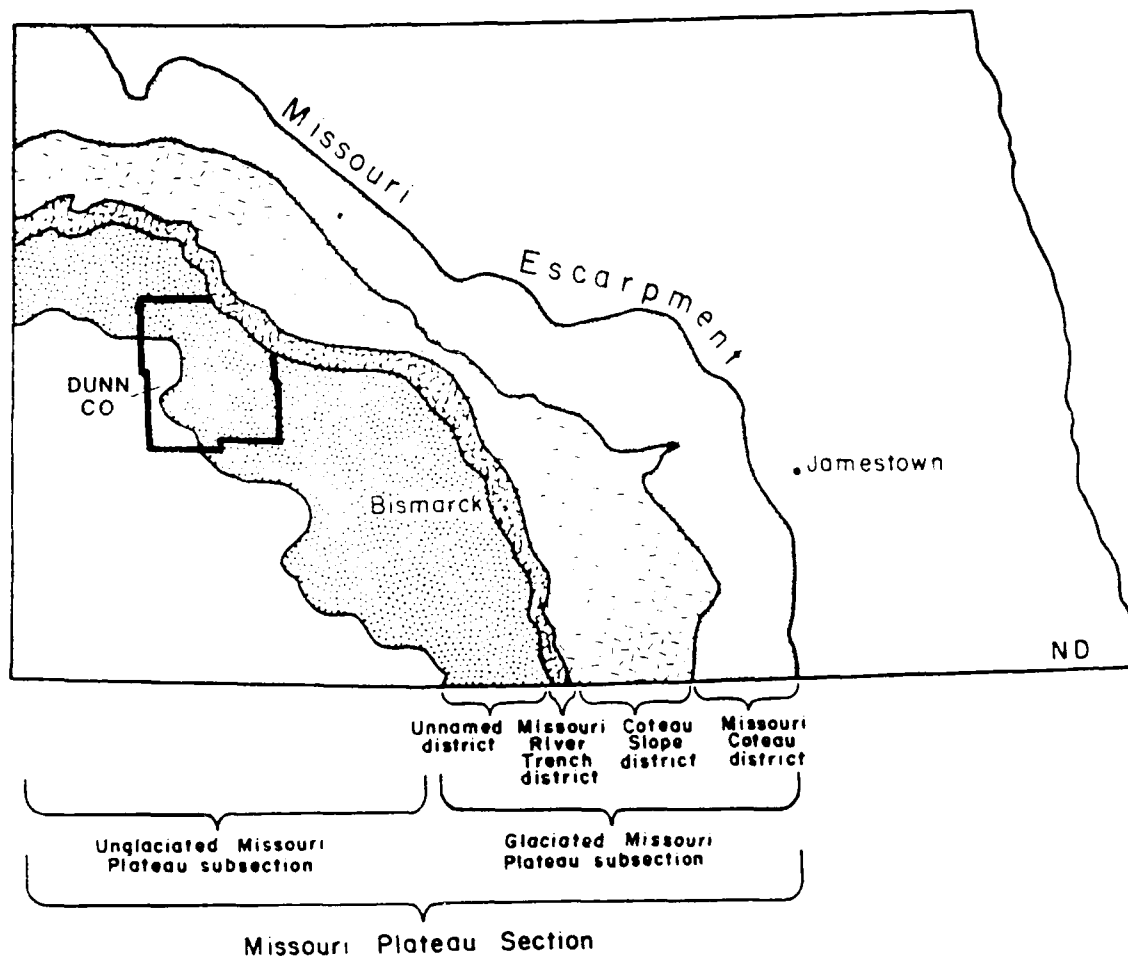 Missouri
Escarpment
DUNN
CO
Bismarck
Jamestown
ND
Unnamed
district
Missouri
River
Trench
district
Coteau
Slope
district
Missouri
Coteau
district
Unglaciated Missouri
Plateau subsection
Glaciated Missouri
Plateau subsection
Missouri Plateau Section